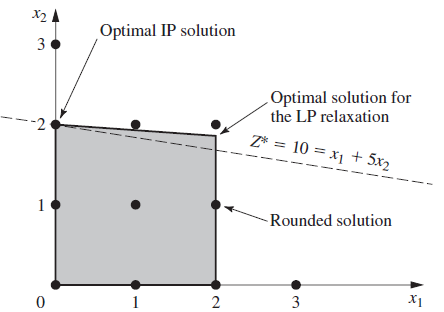 x₂
3
Optimal IP solution
Optimal solution for
the LP relaxation
2
Z* = 10 = x₁ + 5x₂
1
Rounded solution
0
1
2
3
x₁